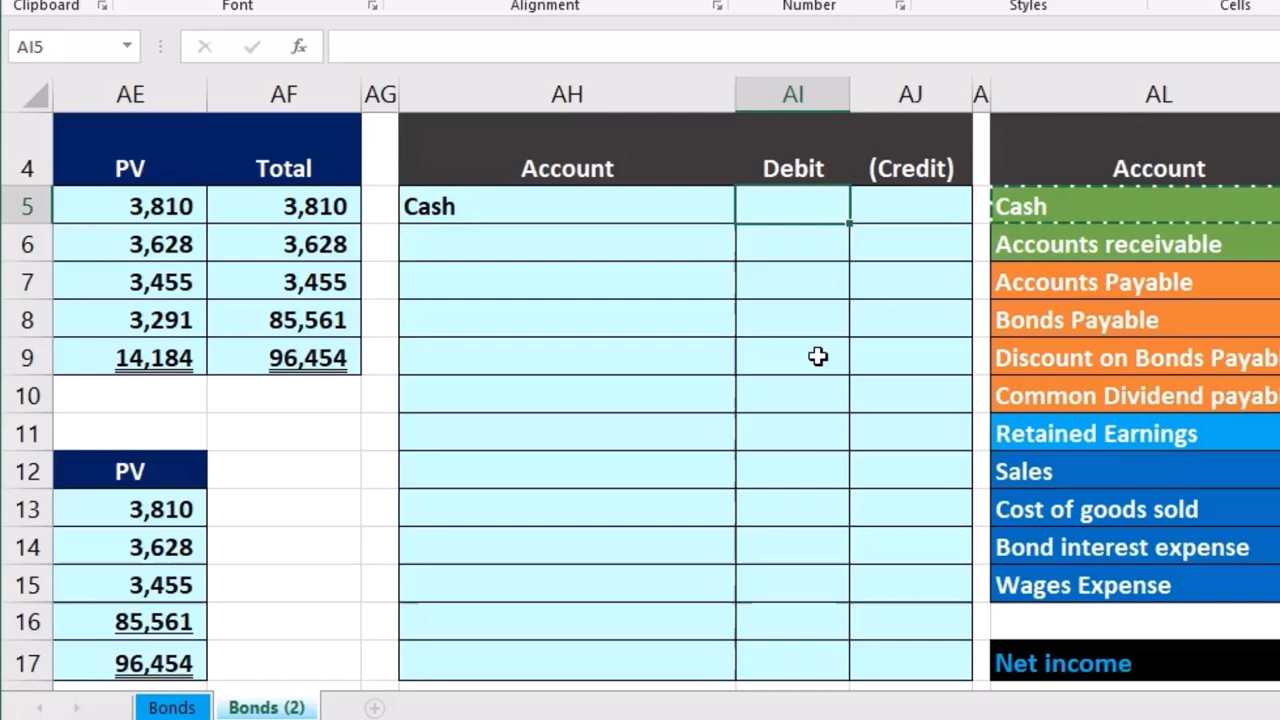 Clipboard Font Alignment Number Styles Cells
AI5 fx
AE AF AG AH AI AJ A AL
4 PV Total Account Debit (Credit) Account
5 3,810 3,810 Cash Cash
6 3,628 3,628 Accounts receivable
7 3,455 3,455 Accounts Payable
8 3,291 85,561 Bonds Payable
9 14,184 96,454 Discount on Bonds Payab
10 Common Dividend payab
11 Retained Earnings
12 PV Sales
13 3,810 Cost of goods sold
14 3,628 Bond interest expense
15 3,455 Wages Expense
16 85,561
17 96,454 Net income
Bonds Bonds (2)